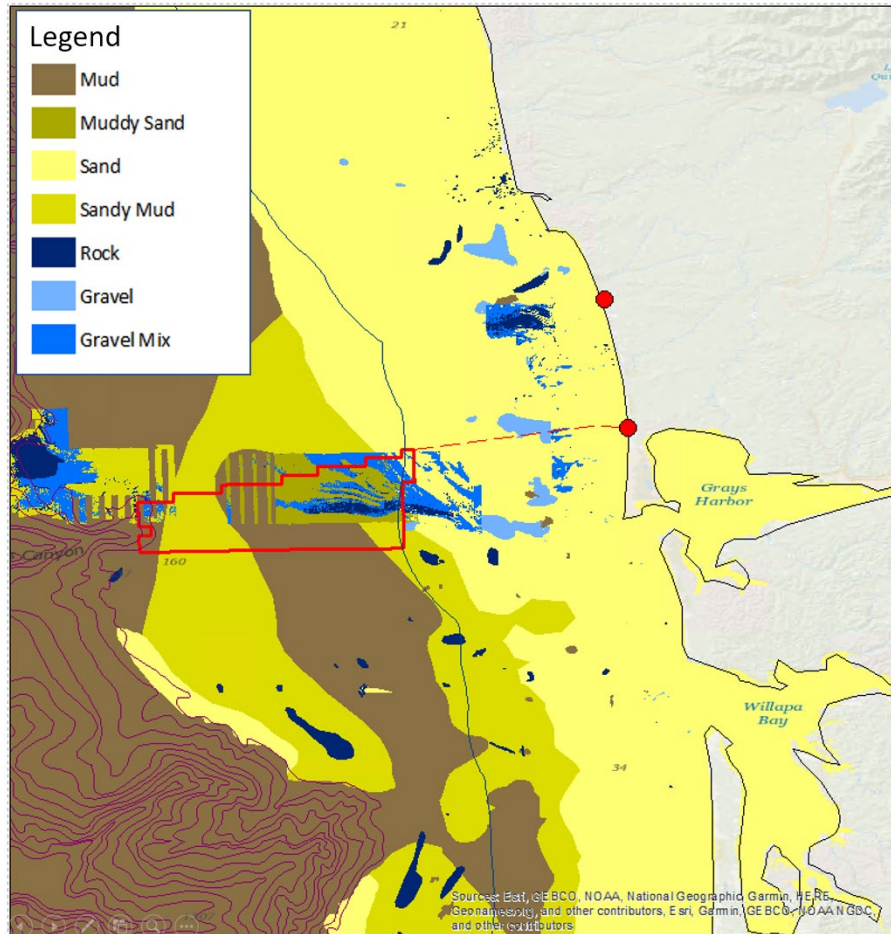 Legend
Mud
Muddy Sand
Sand
Sandy Mud
Rock
Gravel
Gravel Mix
21
Grays
Harbor
Canyon
160
Willapa
Bay
34
Sources: Esri, GEBCO, NOAA, National Geographic, Garmin, HERE,
Geonames.org, and other contributors, Esri, Garmin, GEBCO, NOAA NGDC,
and other contributors